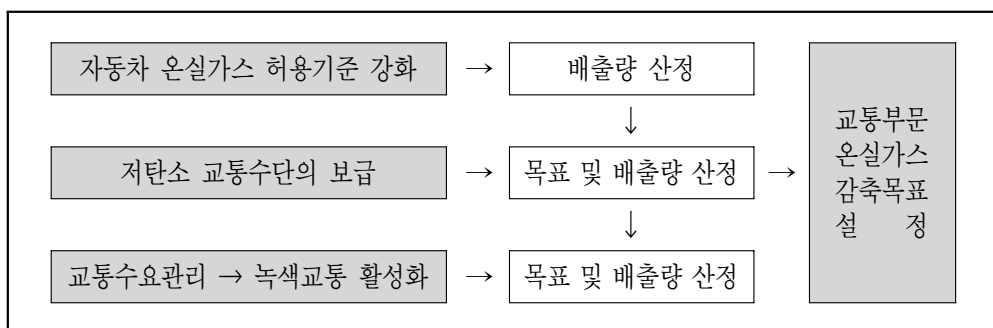 자동차 온실가스 허용기준 강화 → 배출량 산정
↓
저탄소 교통수단의 보급 → 목표 및 배출량 산정 →
↓
교통수요관리 → 녹색교통 활성화 → 목표 및 배출량 산정
교통부문
온실가스
감축목표
설 정